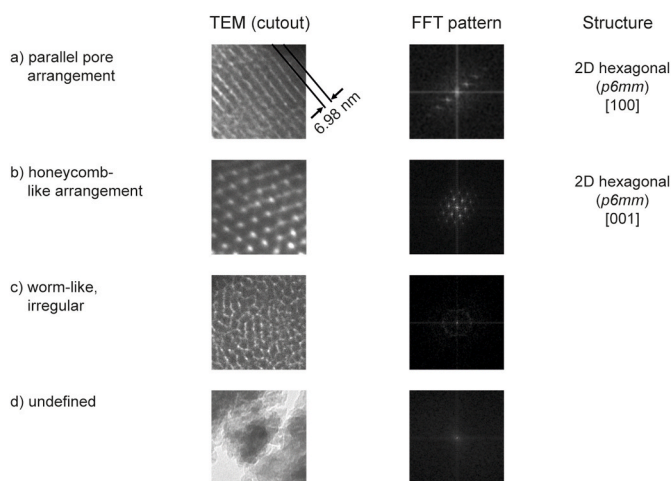 TEM (cutout) FFT pattern Structure
a) parallel pore
arrangement
6.98 nm
2D hexagonal
(p6mm)
[100]
b) honeycomb-
like arrangement
2D hexagonal
(p6mm)
[001]
c) worm-like,
irregular
d) undefined